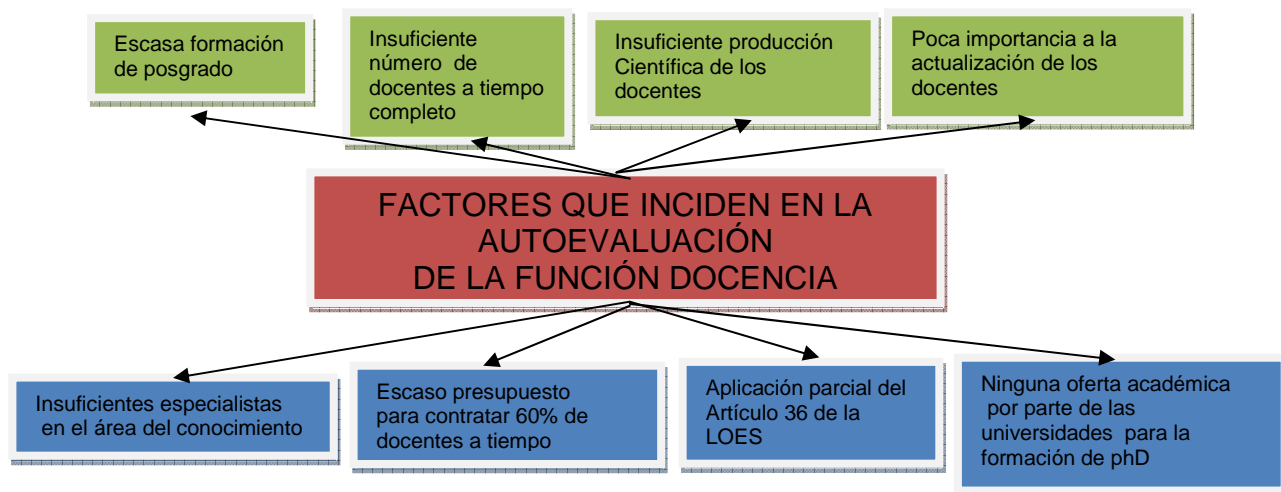 Escasa formación
de posgrado
Insuficiente
número de
docentes a tiempo
completo
Insuficiente producción
Científica de los
docentes
Poca importancia a la
actualización de los
docentes
FACTORES QUE INCIDEN EN LA
AUTOEVALUACIÓN
DE LA FUNCIÓN DOCENCIA
Insuficientes especialistas
en el área del conocimiento
Escaso presupuesto
para contratar 60% de
docentes a tiempo
Aplicación parcial del
Artículo 36 de la
LOES
Ninguna oferta académica
por parte de las
universidades para la
formación de phD